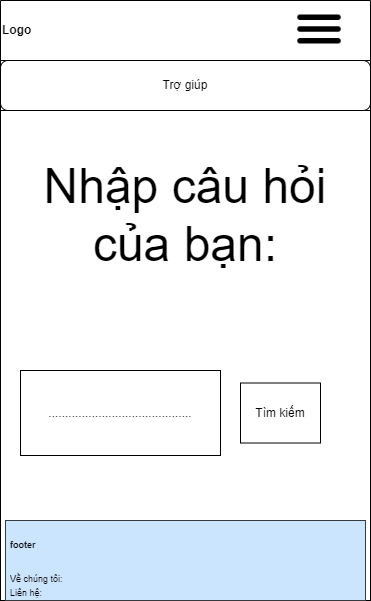 Logo
Trợ giúp
Nhập câu hỏi
của bạn:
...........................................
Tìm kiếm
footer
Về chúng tôi:
Liên hệ: